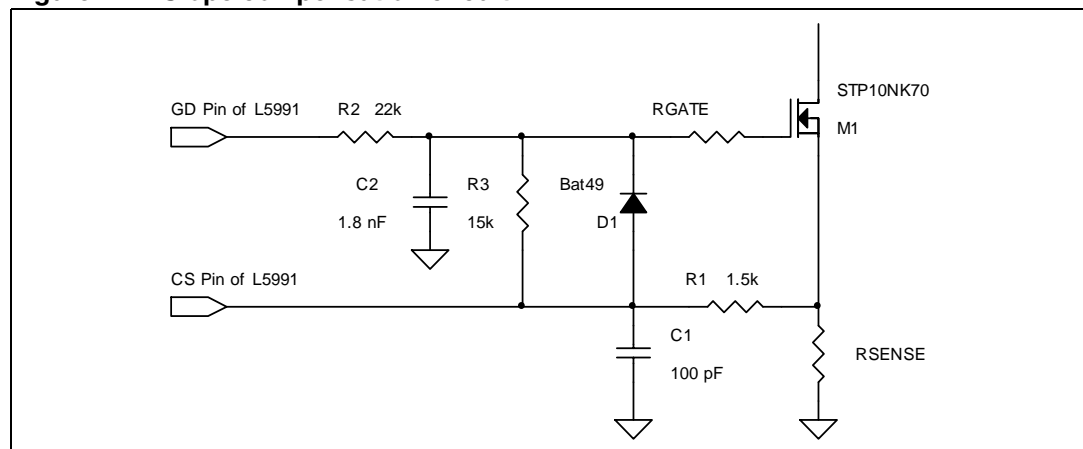 STP10NK70
GD Pin of L5991
R2 22k
RGATE
M1
C2
R3
Bat49
1.8 nF
15k
D1
CS Pin of L5991
R1 1.5k
C1
RSENSE
100 pF